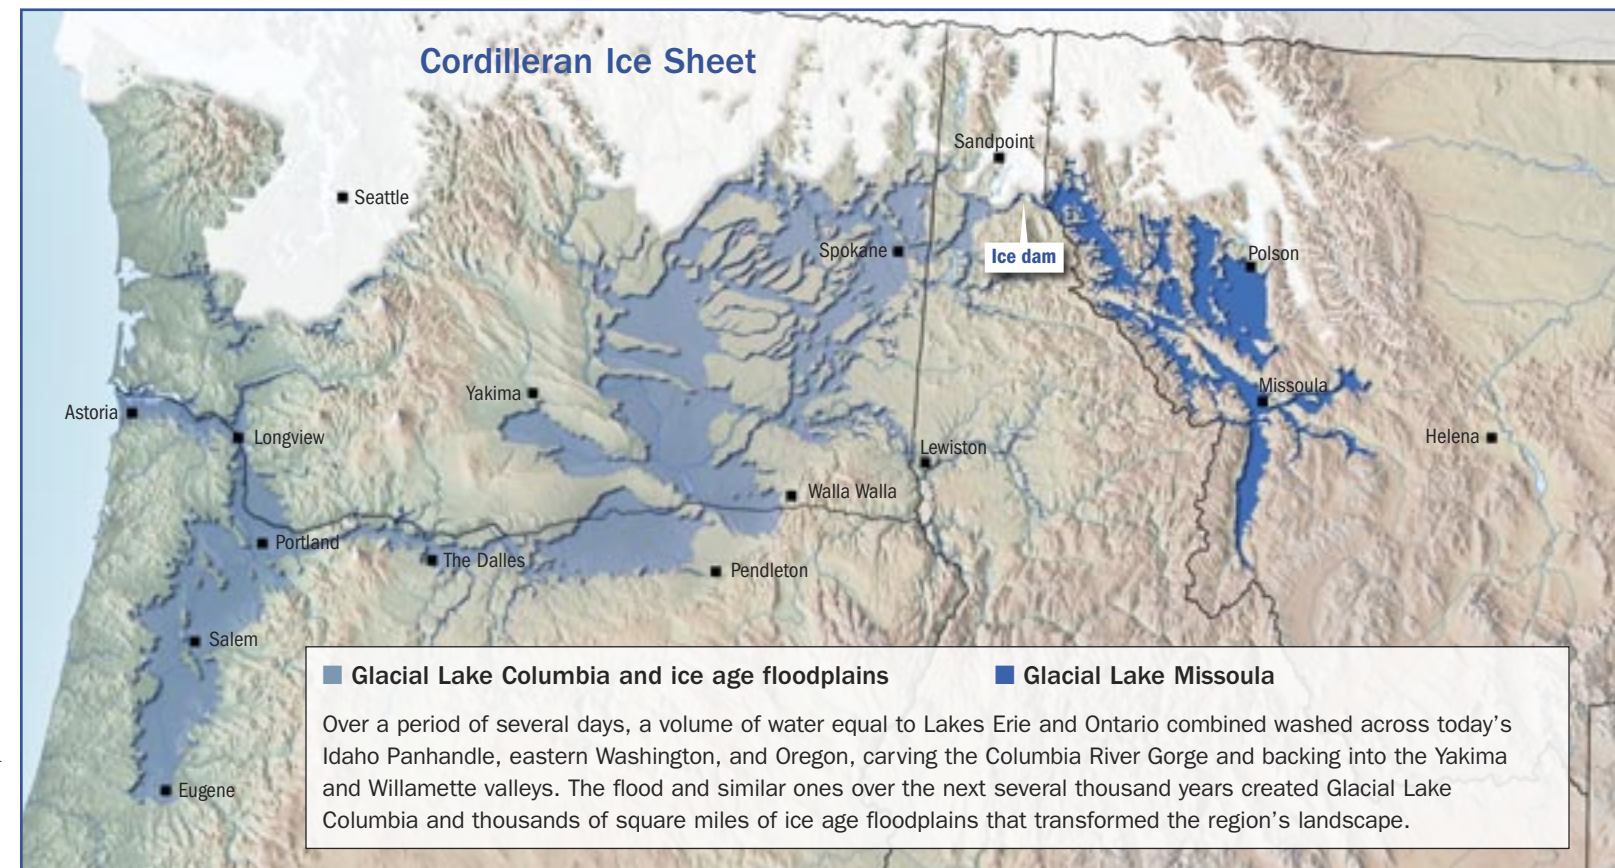 Cordilleran Ice Sheet
Sandpoint
Seattle
Spokane
Ice dam
Polson
Yakima
Missoula
Astoria
Longview
Helena
Lewiston
Walla Walla
Portland
The Dalles
Pendleton
Salem
Eugene
Glacial Lake Columbia and ice age floodplains
Glacial Lake Missoula
Over a period of several days, a volume of water equal to Lakes Erie and Ontario combined washed across today's
Idaho Panhandle, eastern Washington, and Oregon, carving the Columbia River Gorge and backing into the Yakima
and Willamette valleys. The flood and similar ones over the next several thousand years created Glacial Lake
Columbia and thousands of square miles of ice age floodplains that transformed the region's landscape.